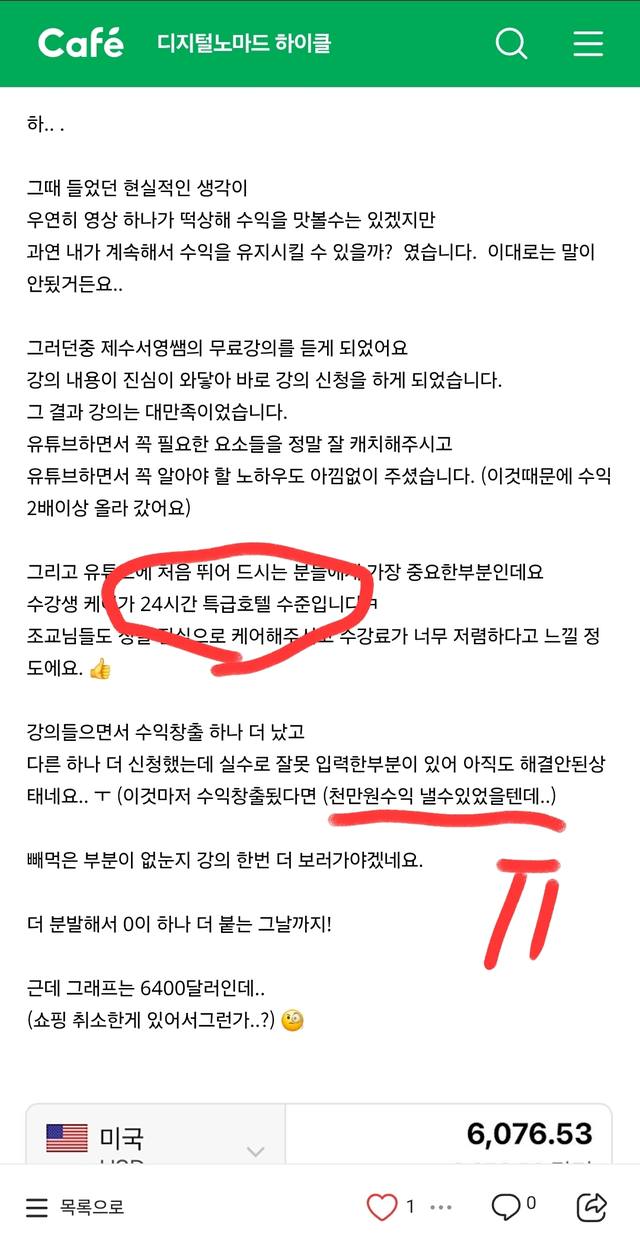 Café 디지털노마드 하이클
하.. .
그때 들었던 현실적인 생각이
우연히 영상 하나가 떡상해 수익을 맛볼수는 있겠지만
과연 내가 계속해서 수익을 유지시킬 수 있을까?  였습니다.  이대로는 말이
안됬거든요..
그러던중 제수서영쌤의 무료강의를 듣게 되었어요
강의 내용이 진심이 와닿아 바로 강의 신청을 하게 되었습니다.
그 결과 강의는 대만족이었습니다.
유튜브하면서 꼭 필요한 요소들을 정말 잘 캐치해주시고
유튜브하면서 꼭 알아야 할 노하우도 아낌없이 주셨습니다. (이것때문에 수익
2배이상 올라 갔어요)
그리고 유튜브에 처음 뛰어 드시는 분들에게 가장 중요한부분인데요
수강생 케어가 24시간 특급호텔 수준입니다ㅋ
조교님들도 정말 진심으로 케어해주시고 수강료가 너무 저렴하다고 느낄 정
도에요. 👍
강의들으면서 수익창출 하나 더 났고
다른 하나 더 신청했는데 실수로 잘못 입력한부분이 있어 아직도 해결안된상
태네요.. ㅜ (이것마저 수익창출됬다면 (천만원수익 낼수있었을텐데..)
빼먹은 부분이 없눈지 강의 한번 더 보러가야겠네요.
더 분발해서 0이 하나 더 붙는 그날까지!
ㅠ
근데 그래프는 6400달러인데..
(쇼핑 취소한게 있어서그런가..?) 🧐
미국 6,076.53
USD
목록으로 1 0